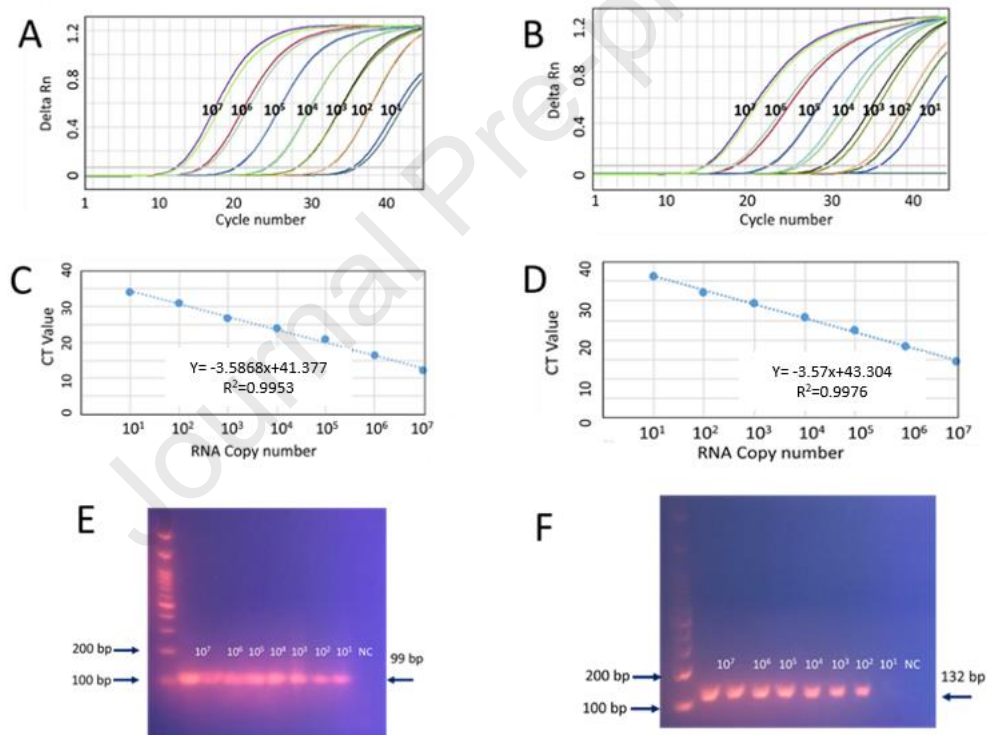 Journal Pre-p
A
Delta Rn
1.2
0.8
0.4
0
10⁷ 10⁶ 10⁵ 10⁴ 10³ 10² 10¹
1 10 20 30 40
Cycle number
B
Delta Rn
1.2
0.8
0.4
0
10⁷ 10⁶ 10⁵ 10⁴ 10³ 10² 10¹
1 10 20 30 40
Cycle number
C
CT Value
40
30
20
10
0
Y= -3.5868x+41.377
R²=0.9953
10¹ 10² 10³ 10⁴ 10⁵ 10⁶ 10⁷
RNA Copy number
D
CT Value
40
30
20
10
0
Y= -3.57x+43.304
R²=0.9976
10¹ 10² 10³ 10⁴ 10⁵ 10⁶ 10⁷
RNA Copy number
E
200 bp
100 bp
10⁷ 10⁶ 10⁵ 10⁴ 10³ 10² 10¹ NC
99 bp
F
200 bp
100 bp
10⁷ 10⁶ 10⁵ 10⁴ 10³ 10² 10¹ NC
132 bp